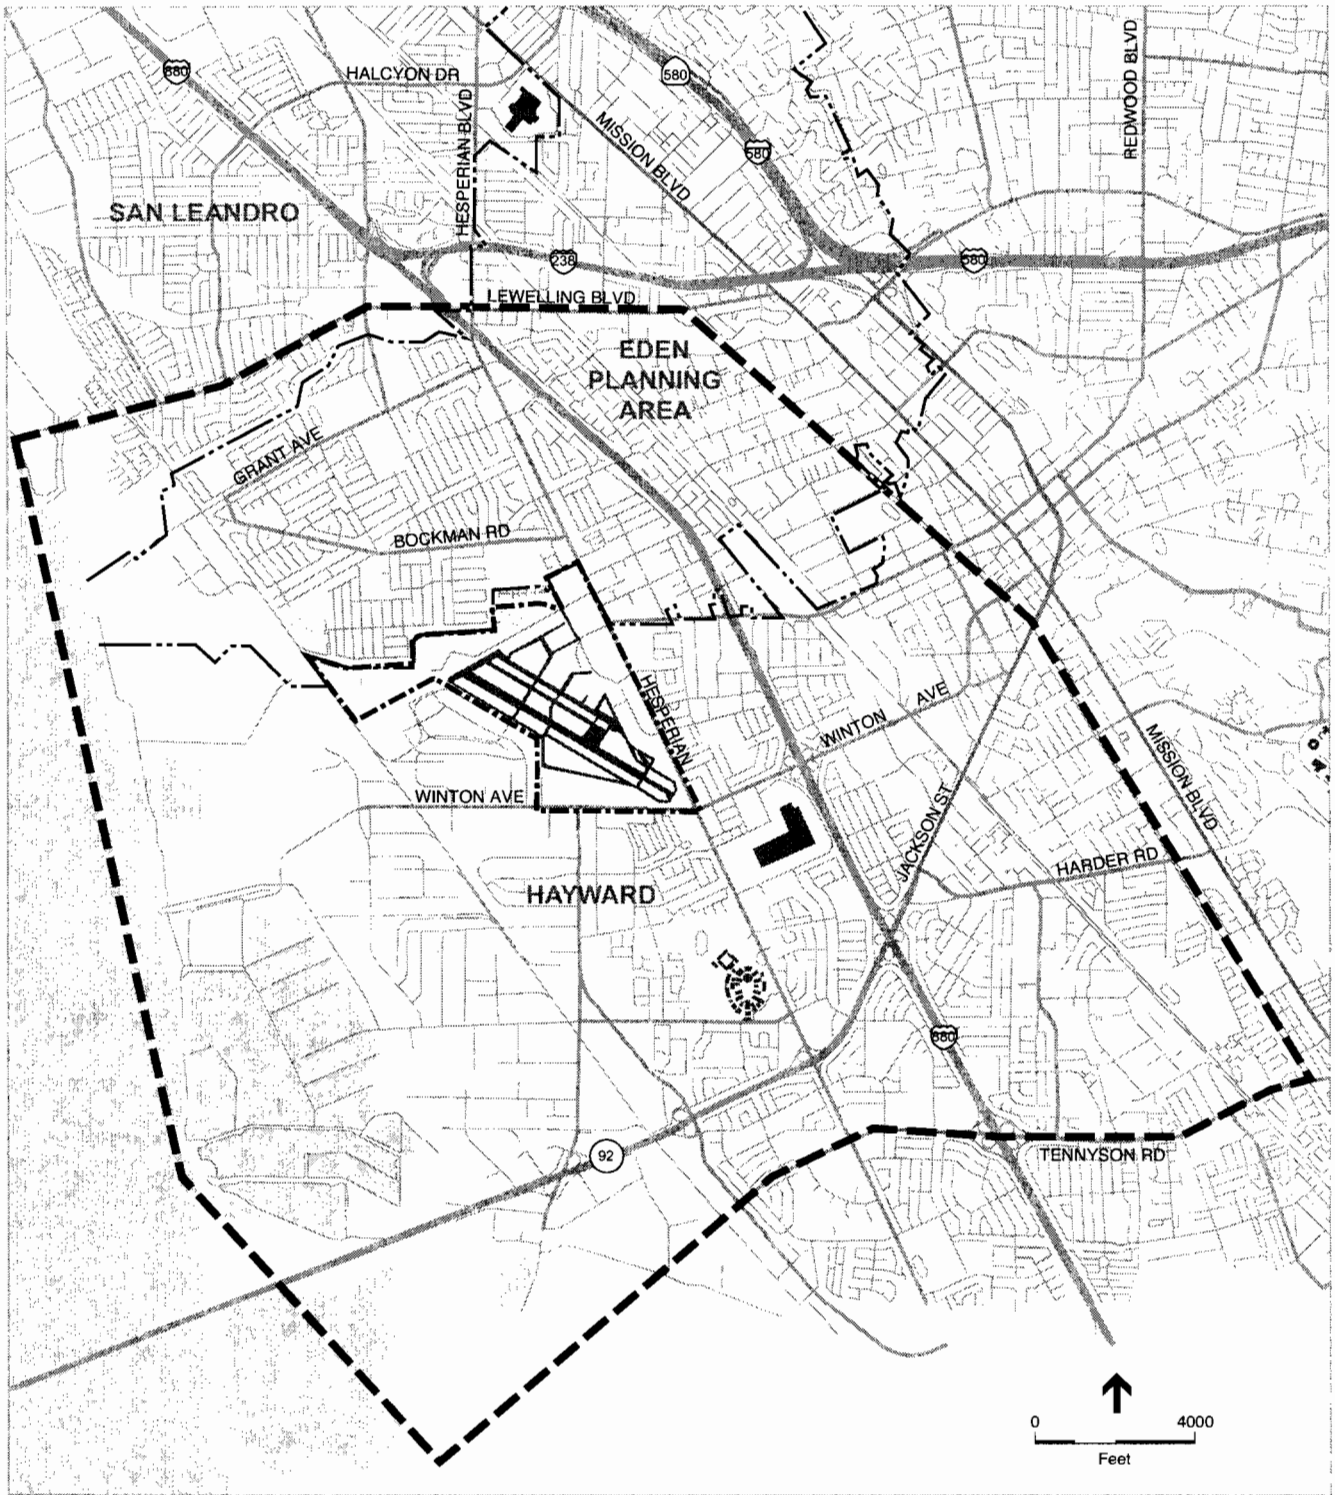 REDWOOD BLVD
880
HALCYON DR
580
HESPERIAN BLVD
MISSION BLVD
580
SAN LEANDRO
238
580
LEWELLING BLVD
EDEN
PLANNING
AREA
GRANT AVE
BOCKMAN RD
HESPERIAN
WINTON AVE
MISSION BLVD
WINTON AVE
JACKSON ST
HARDER RD
HAYWARD
880
92
TENNYSON RD
0 4000
Feet